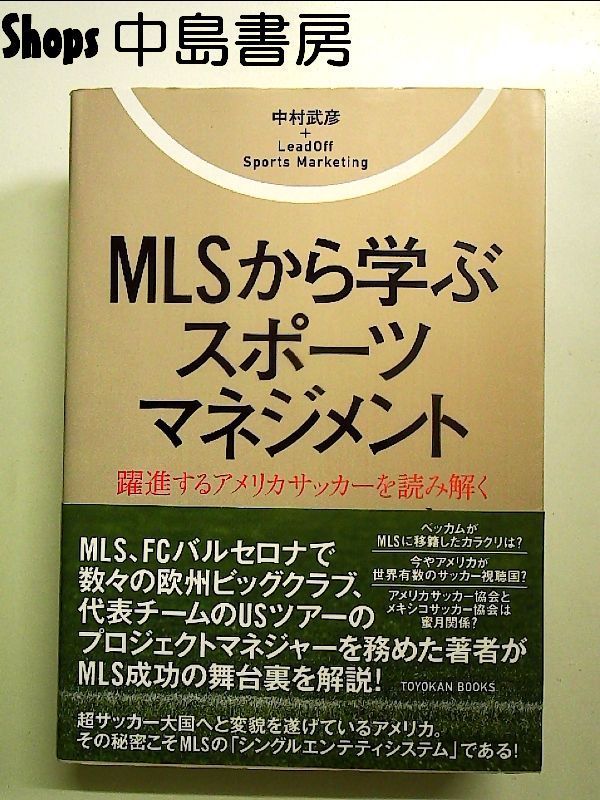 Shops 中島書房
中村武彦
+
LeadOff
Sports Marketing
MLSから学ぶ
スポーツ
マネジメント
躍進するアメリカサッカーを読み解く
MLS、FCバルセロナで
数々の欧州ビッグクラブ、
代表チームのUSツアーの
プロジェクトマネジャーを務めた著者が
MLS成功の舞台裏を解説!
ベッカムが
MLSに移籍したカラクリは?
今やアメリカが
世界有数のサッカー視聴国?
アメリカサッカー協会と
メキシコサッカー協会は
蜜月関係?
TOYOKAN BOOKS
超サッカー大国へと変貌を遂げているアメリカ。
その秘密こそMLSの「シングルエンテティシステム」である!